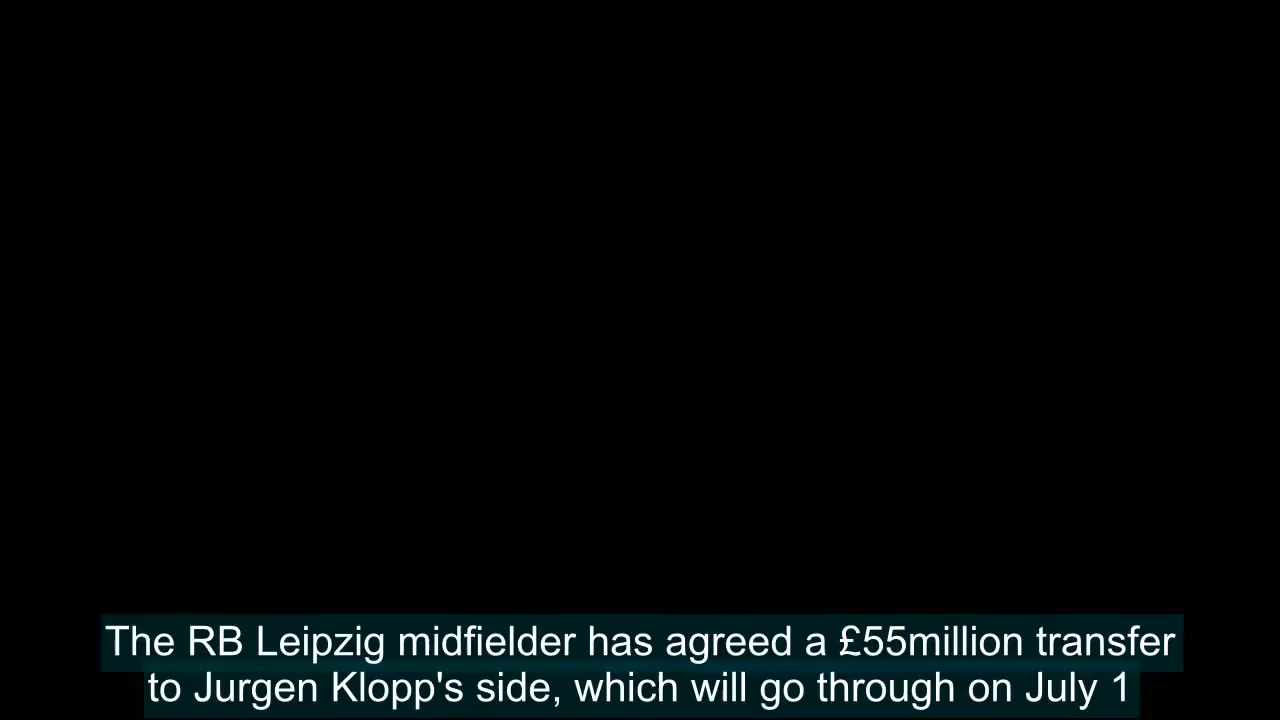 The RB Leipzig midfielder has agreed a £55million transfer
to Jurgen Klopp's side, which will go through on July 1